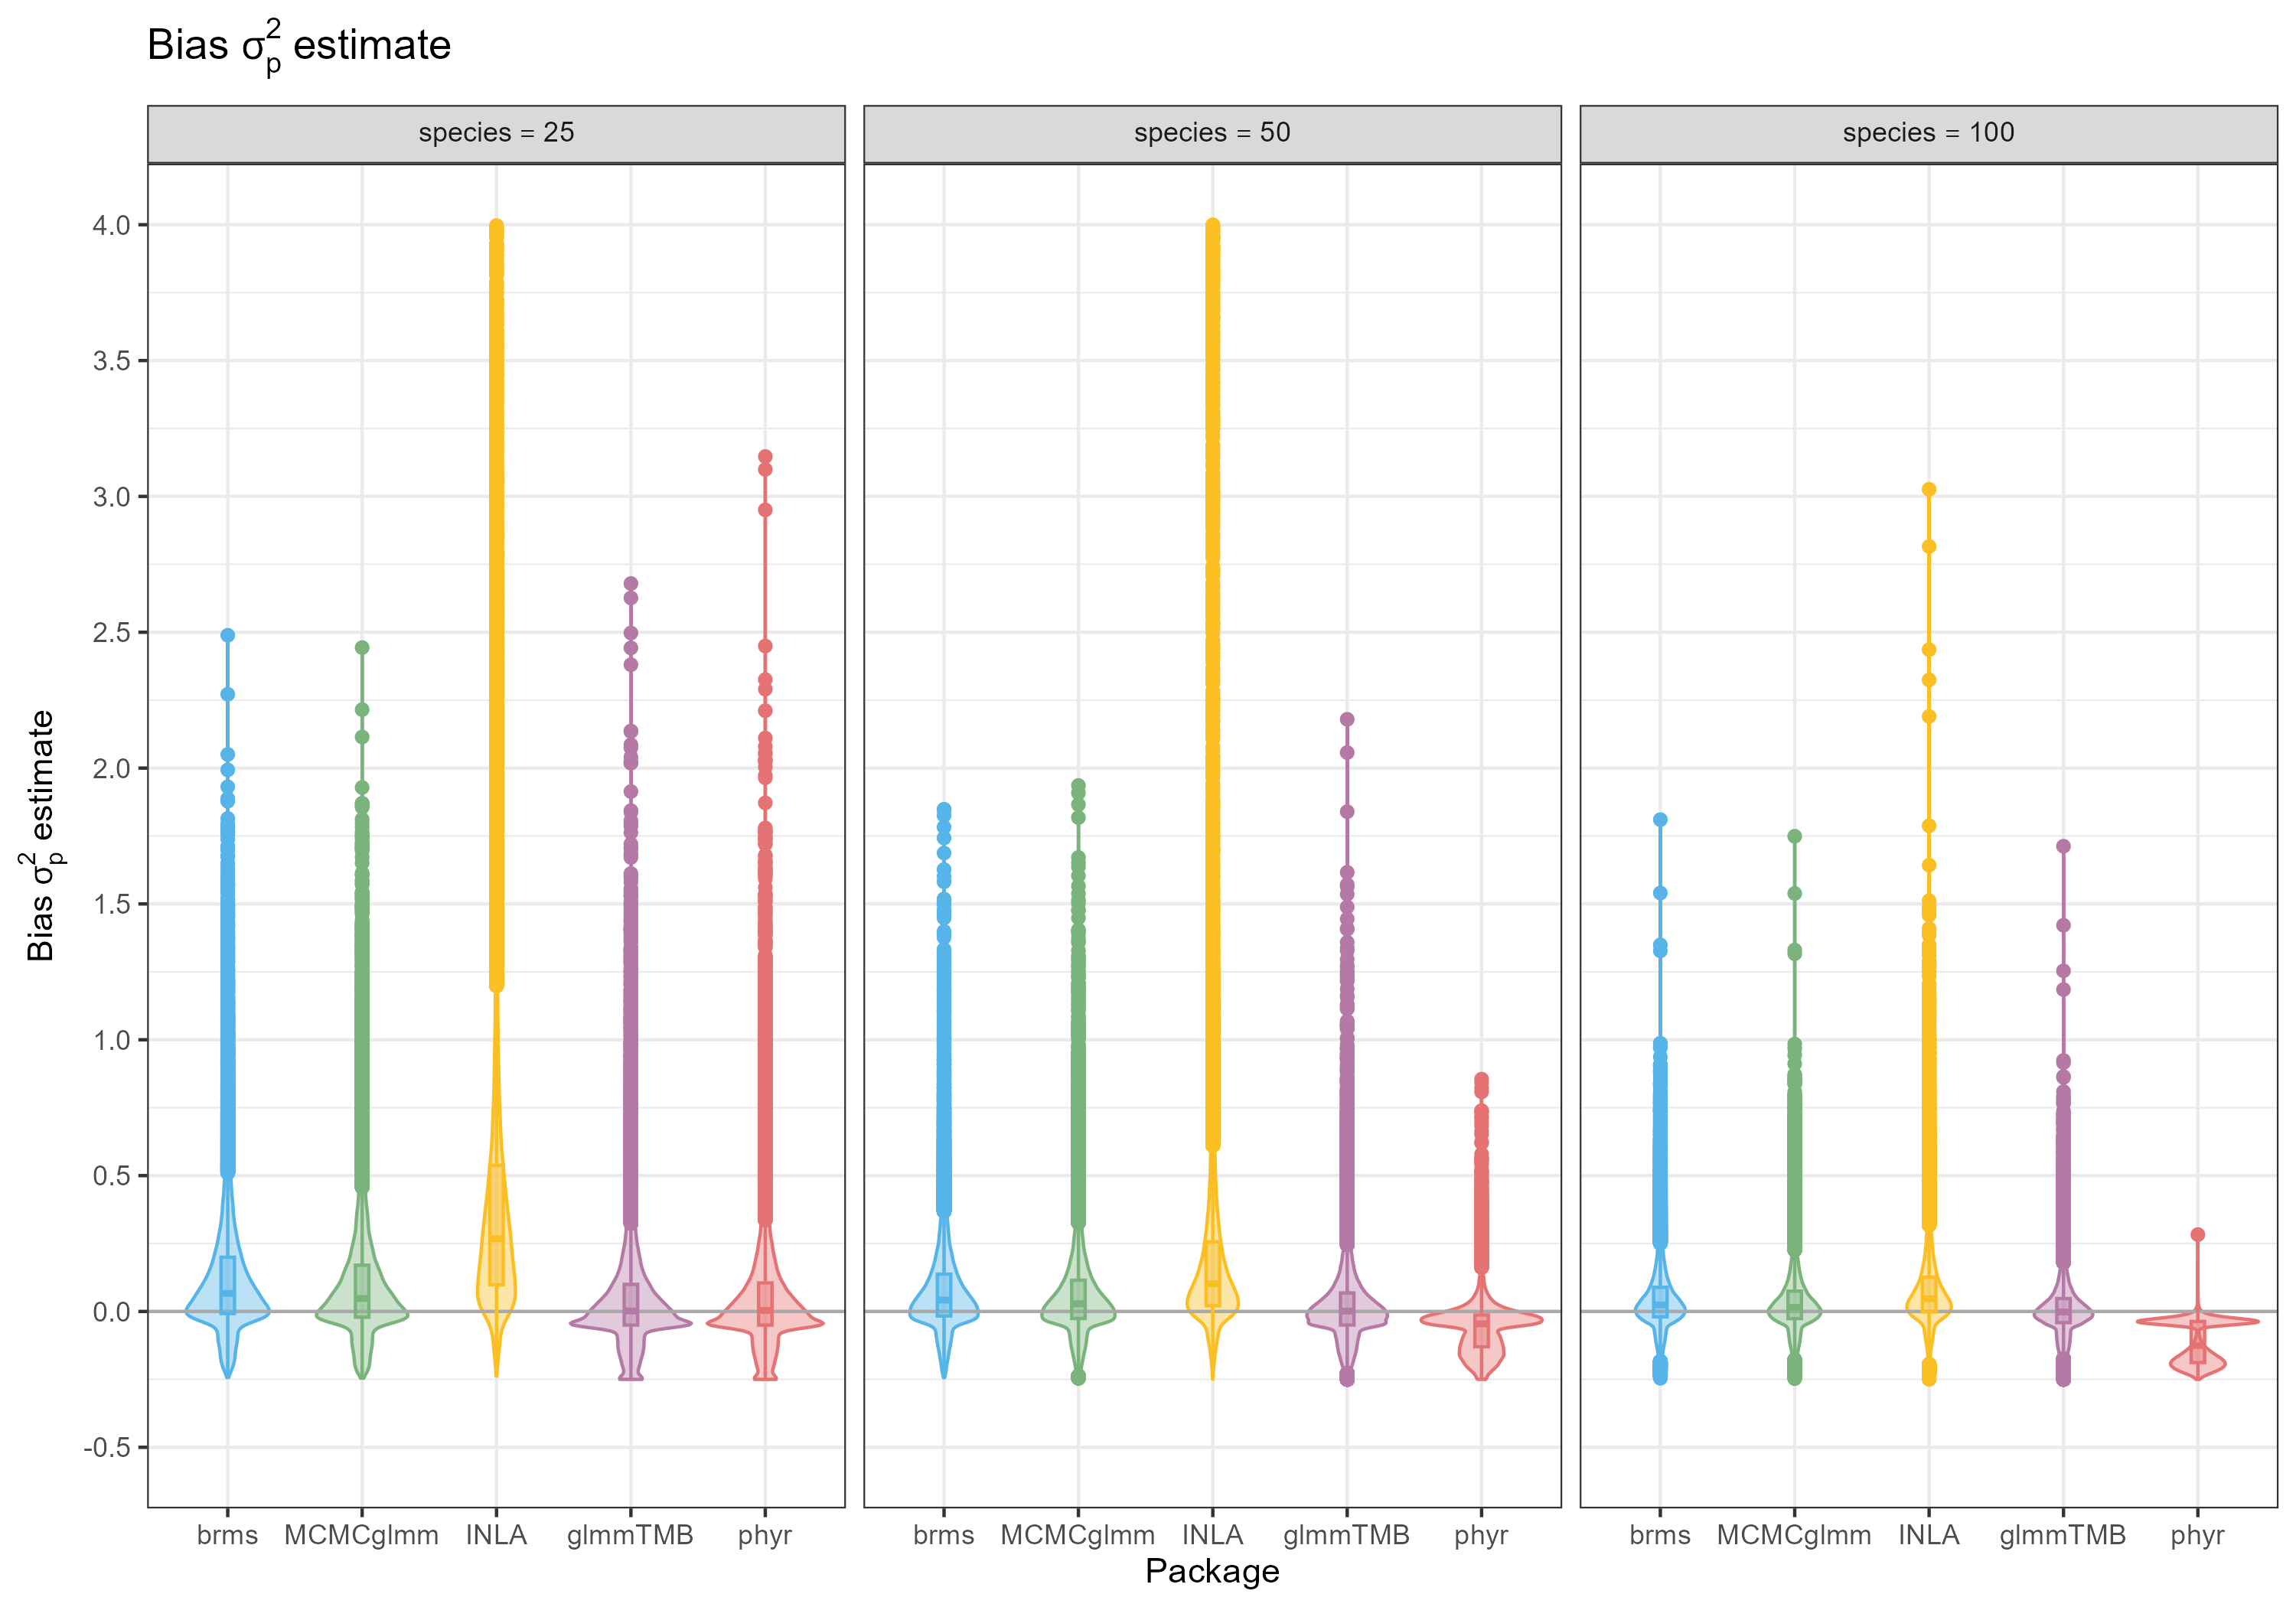 Bias σ²ₚ estimate
species = 25
species = 50
species = 100
Bias σ²ₚ estimate
4.0
3.5
3.0
2.5
2.0
1.5
1.0
0.5
0.0
-0.5
brms MCMCglmm INLA glmmTMB phyr
brms MCMCglmm INLA glmmTMB phyr
brms MCMCglmm INLA glmmTMB phyr
Package